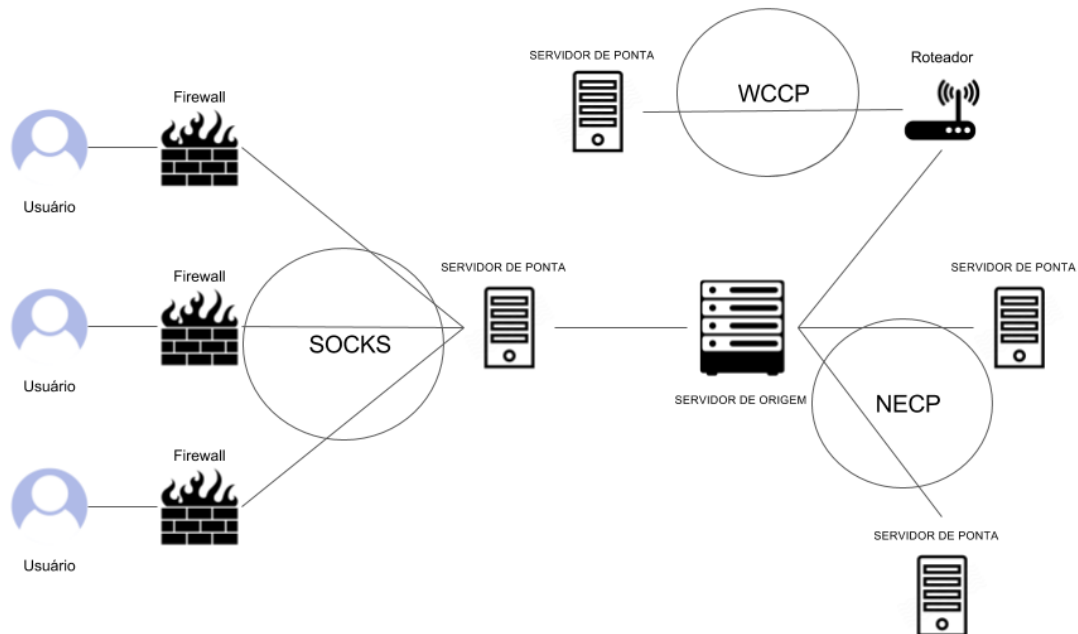 SERVIDOR DE PONTA
Roteador
WCCP
Firewall
Usuário
Firewall
SERVIDOR DE PONTA
SERVIDOR DE PONTA
SOCKS
Usuário
SERVIDOR DE ORIGEM
NECP
Firewall
SERVIDOR DE PONTA
Usuário